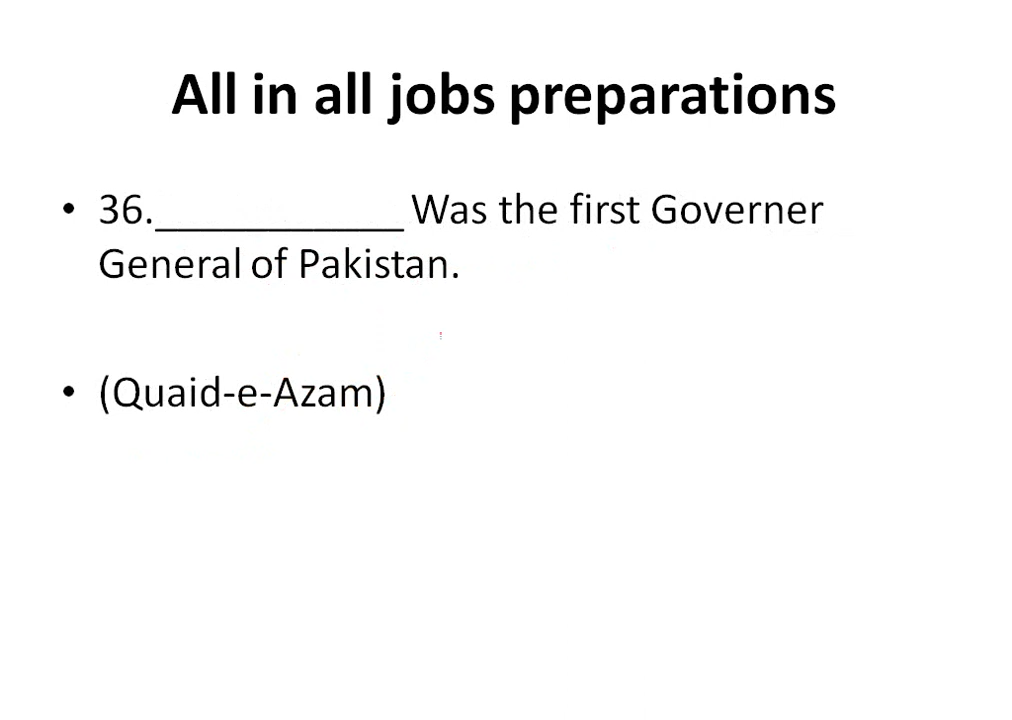 All in all jobs preparations
• 36.___________ Was the first Governer
General of Pakistan.
• (Quaid-e-Azam)